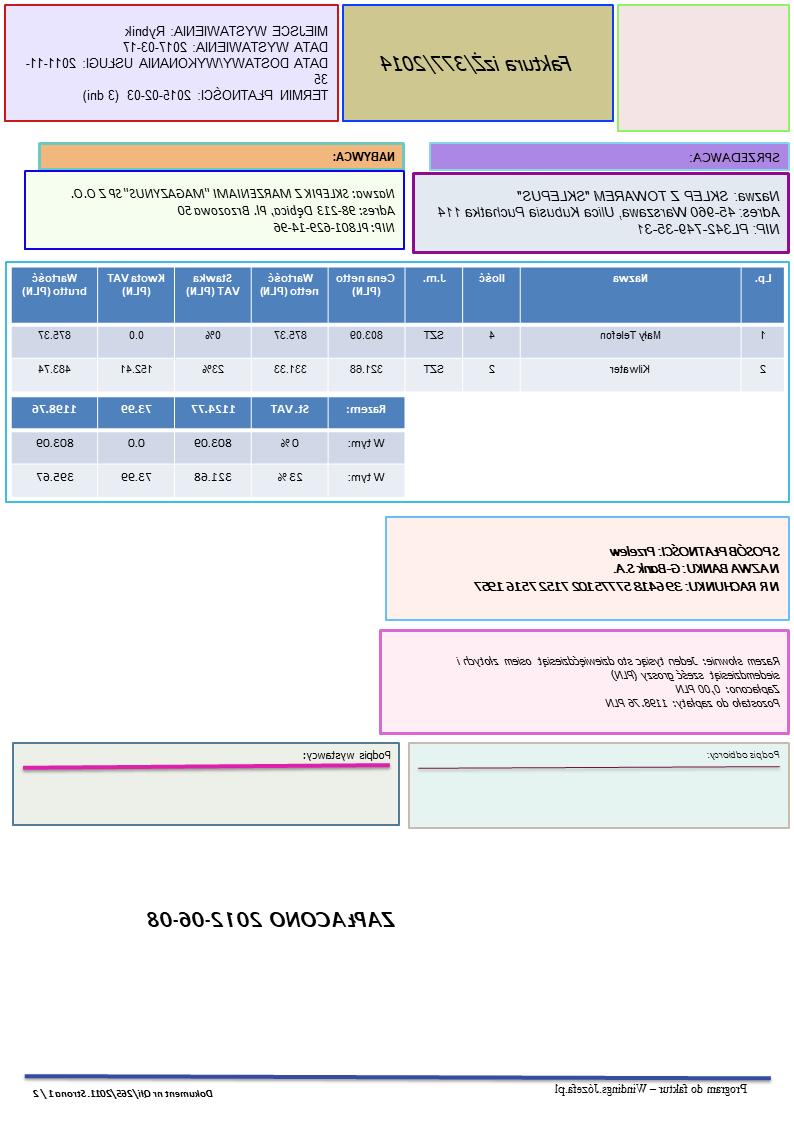 Faktura izŻ/377/2014
MIEJSCE WYSTAWIENIA: Rybnik
DATA WYSTAWIENIA: 2017-03-17
DATA DOSTAWY/WYKONANIA USŁUGI: 2011-11-
35
TERMIN PŁATNOŚCI: 2015-02-03 (3 dni)
SPRZEDAWCA:
Nazwa: SKLEP Z TOWAREM "SKLEPUS"
Adres: 45-960 Warszawa, Ulica Kubusia Puchatka 114
NIP: PL342-749-35-31
NABYWCA:
Nazwa: SKLEPIK Z MARZENIAMI "MAGAZYNUS" SP Z O.O.
Adres: 98-213 Dębica, Pl. Brzozowa 50
NIP: PL801-629-14-96
Lp. Nazwa Ilość J.m. Cena netto (PLN) Wartość netto (PLN) Stawka VAT (PLN) Kwota VAT (PLN) Wartość brutto (PLN)
1 Mały Telefon 4 SZT 803.09 875.37 0% 0.0 875.37
2 Kilwater 2 SZT 321.68 331.33 23% 152.41 483.74
Razem: St. VAT 1124.77 73.99 1198.76
W tym: 0% 803.09 0.0 803.09
W tym: 23% 321.68 73.99 395.67
SPOSÓB PŁATNOŚCI: Przelew
NAZWA BANKU: G-Bank S.A.
NR RACHUNKU: 39 6418 5777 5102 7152 7516 1957
Razem słownie: Jeden tysiąc sto dziewięćdziesiąt osiem złotych i
siedemdziesiąt sześć groszy (PLN)
Zapłacono: 0,00 PLN
Pozostało do zapłaty: 1198.76 PLN
Podpis odbiorcy:
Podpis wystawcy:
ZAPŁACONO 2012-06-08
Program do faktur – Windings.Józefa.pl
Dokument nr Strona 1 / 2